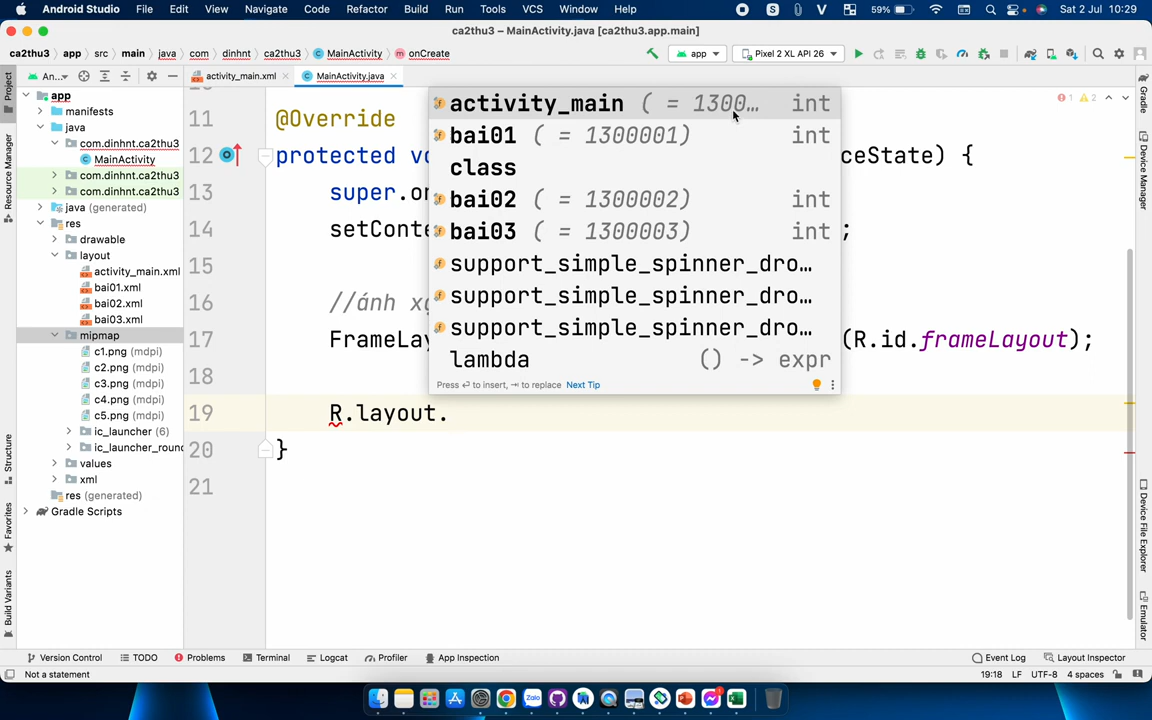 Android Studio File Edit View Navigate Code Refactor Build Run Tools VCS Window Help 59% Sat 2 Jul 10:29
ca2thu3 – MainActivity.java [ca2thu3.app.main]
ca2thu3 app src main java com dinhnt ca2thu3 MainActivity onCreate app Pixel 2 XL API 26
An... activity_main.xml MainActivity.java
app
manifests
java
com.dinhnt.ca2thu3
MainActivity
com.dinhnt.ca2thu3
com.dinhnt.ca2thu3
java (generated)
res
drawable
layout
activity_main.xml
bai01.xml
bai02.xml
bai03.xml
mipmap
c1.png (mdpi)
c2.png (mdpi)
c3.png (mdpi)
c4.png (mdpi)
c5.png (mdpi)
ic_launcher (6)
ic_launcher_round
values
xml
res (generated)
Gradle Scripts
11 @Override
12 protected vo ceState) {
13 super.on
14 setConte ;
15
16 //ánh xạ
17 FrameLay (R.id.frameLayout);
18
19 R.layout.
20 }
21
activity_main ( = 1300… int
bai01 ( = 1300001) int
class
bai02 ( = 1300002) int
bai03 ( = 1300003) int
support_simple_spinner_dro…
support_simple_spinner_dro…
support_simple_spinner_dro…
lambda () -> expr
Press ↵ to insert, ⇥ to replace Next Tip
1 2
Project
Resource Manager
Structure
Favorites
Build Variants
Gradle
Device Manager
Device File Explorer
Emulator
Version Control TODO Problems Terminal Logcat Profiler App Inspection Event Log Layout Inspector
Not a statement 19:18 LF UTF-8 4 spaces
Zalo